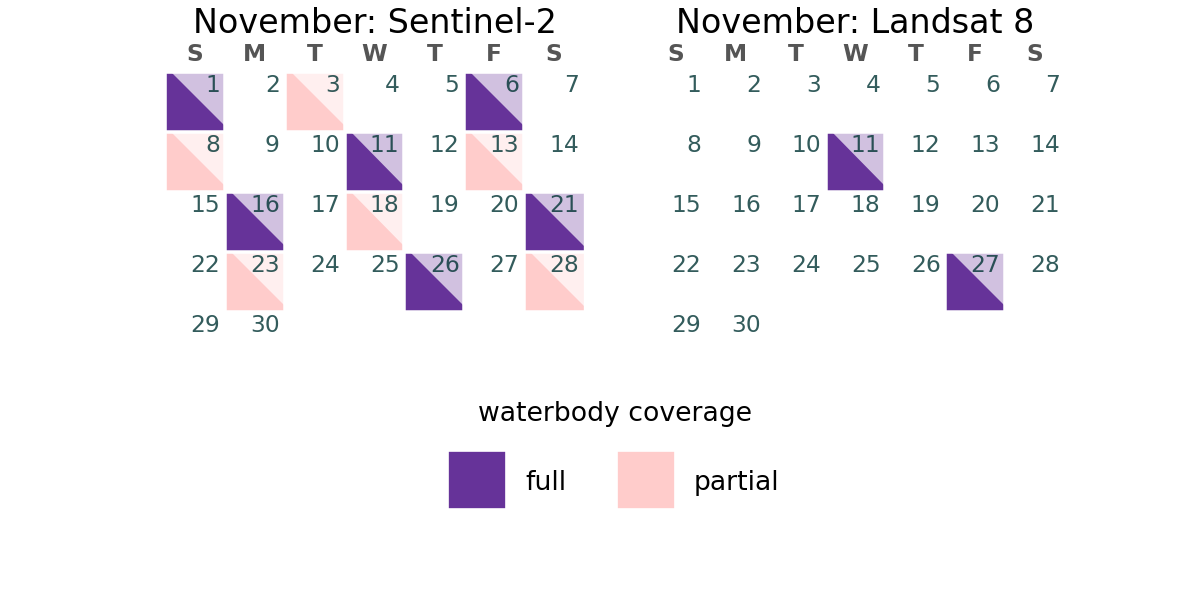 November: Sentinel-2
S M T W T F S
1 2 3 4 5 6 7
8 9 10 11 12 13 14
15 16 17 18 19 20 21
22 23 24 25 26 27 28
29 30
November: Landsat 8
S M T W T F S
1 2 3 4 5 6 7
8 9 10 11 12 13 14
15 16 17 18 19 20 21
22 23 24 25 26 27 28
29 30
waterbody coverage
full
partial